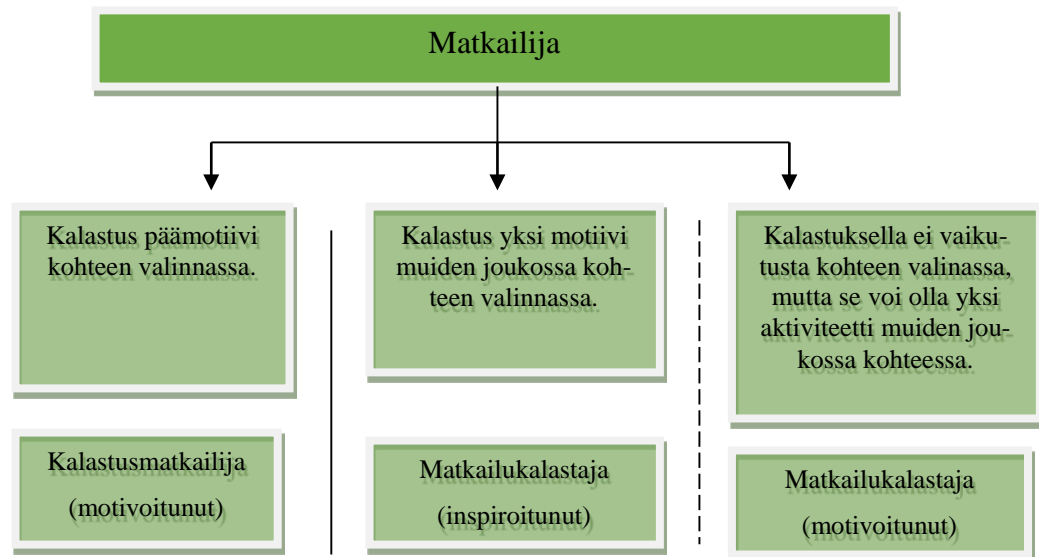 Matkailija
Kalastus päämotiivi
kohteen valinnassa.
Kalastus yksi motiivi
muiden joukossa koh-
teen valinnassa.
Kalastuksella ei vaiku-
tusta kohteen valinassa,
mutta se voi olla yksi
aktiviteetti muiden jou-
kossa kohteessa.
Kalastusmatkailija
(motivoitunut)
Matkailukalastaja
(inspiroitunut)
Matkailukalastaja
(motivoitunut)